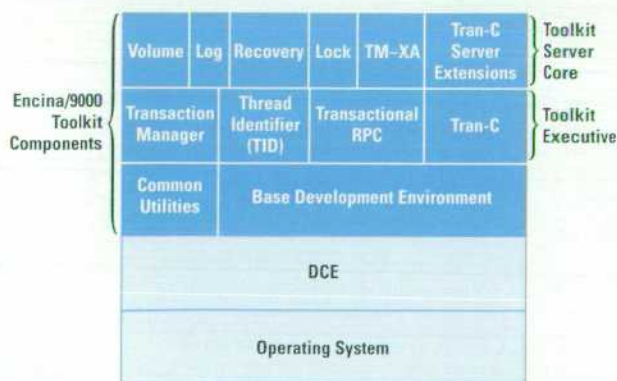 Volume
Log
Recovery
Lock
TM–XA
Tran-C
Server
Extensions
Toolkit
Server
Core
Encina/9000
Toolkit
Components
Transaction
Manager
Thread
Identifier
(TID)
Transactional
RPC
Tran-C
Toolkit
Executive
Common
Utilities
Base Development Environment
DCE
Operating System